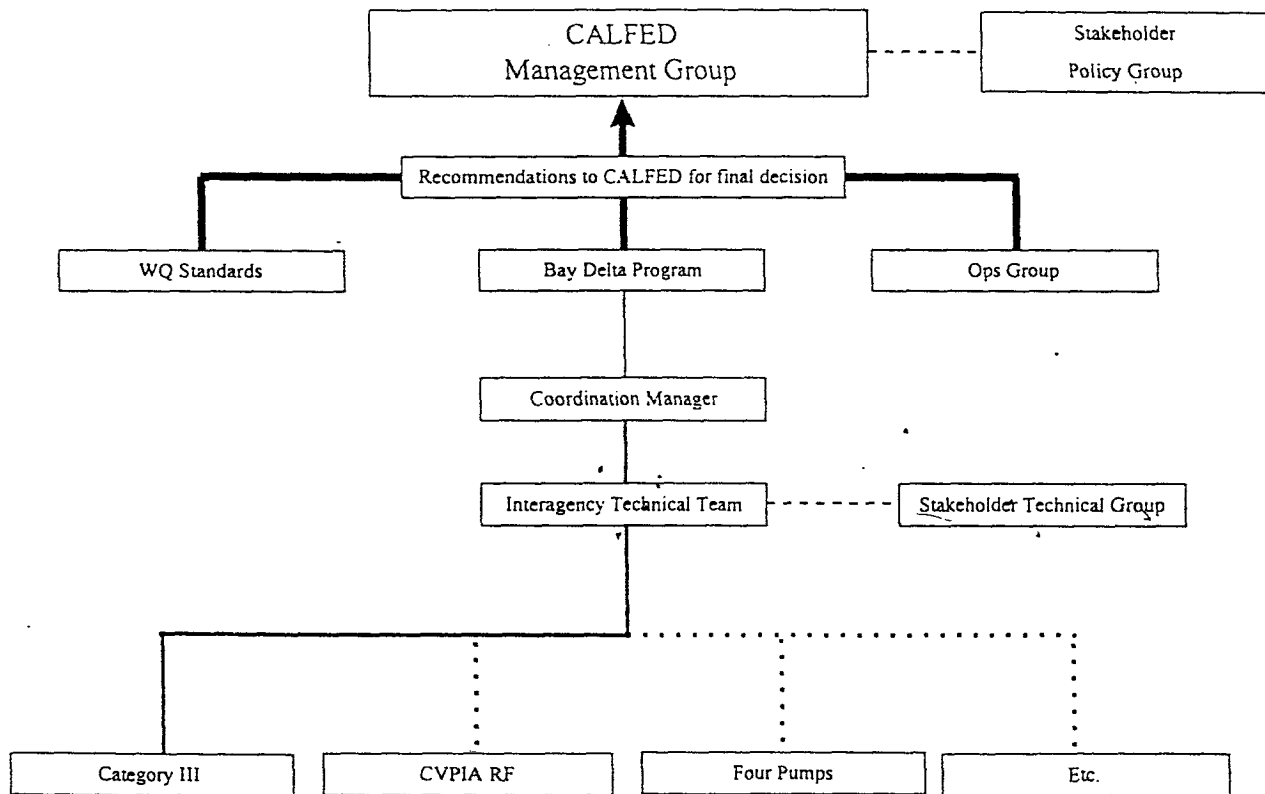 CALFED
Management Group
Stakeholder
Policy Group
Recommendations to CALFED for final decision
WQ Standards
Bay Delta Program
Ops Group
Coordination Manager
Interagency Technical Team
Stakeholder Technical Group
Category III
CVPIA RF
Four Pumps
Etc.